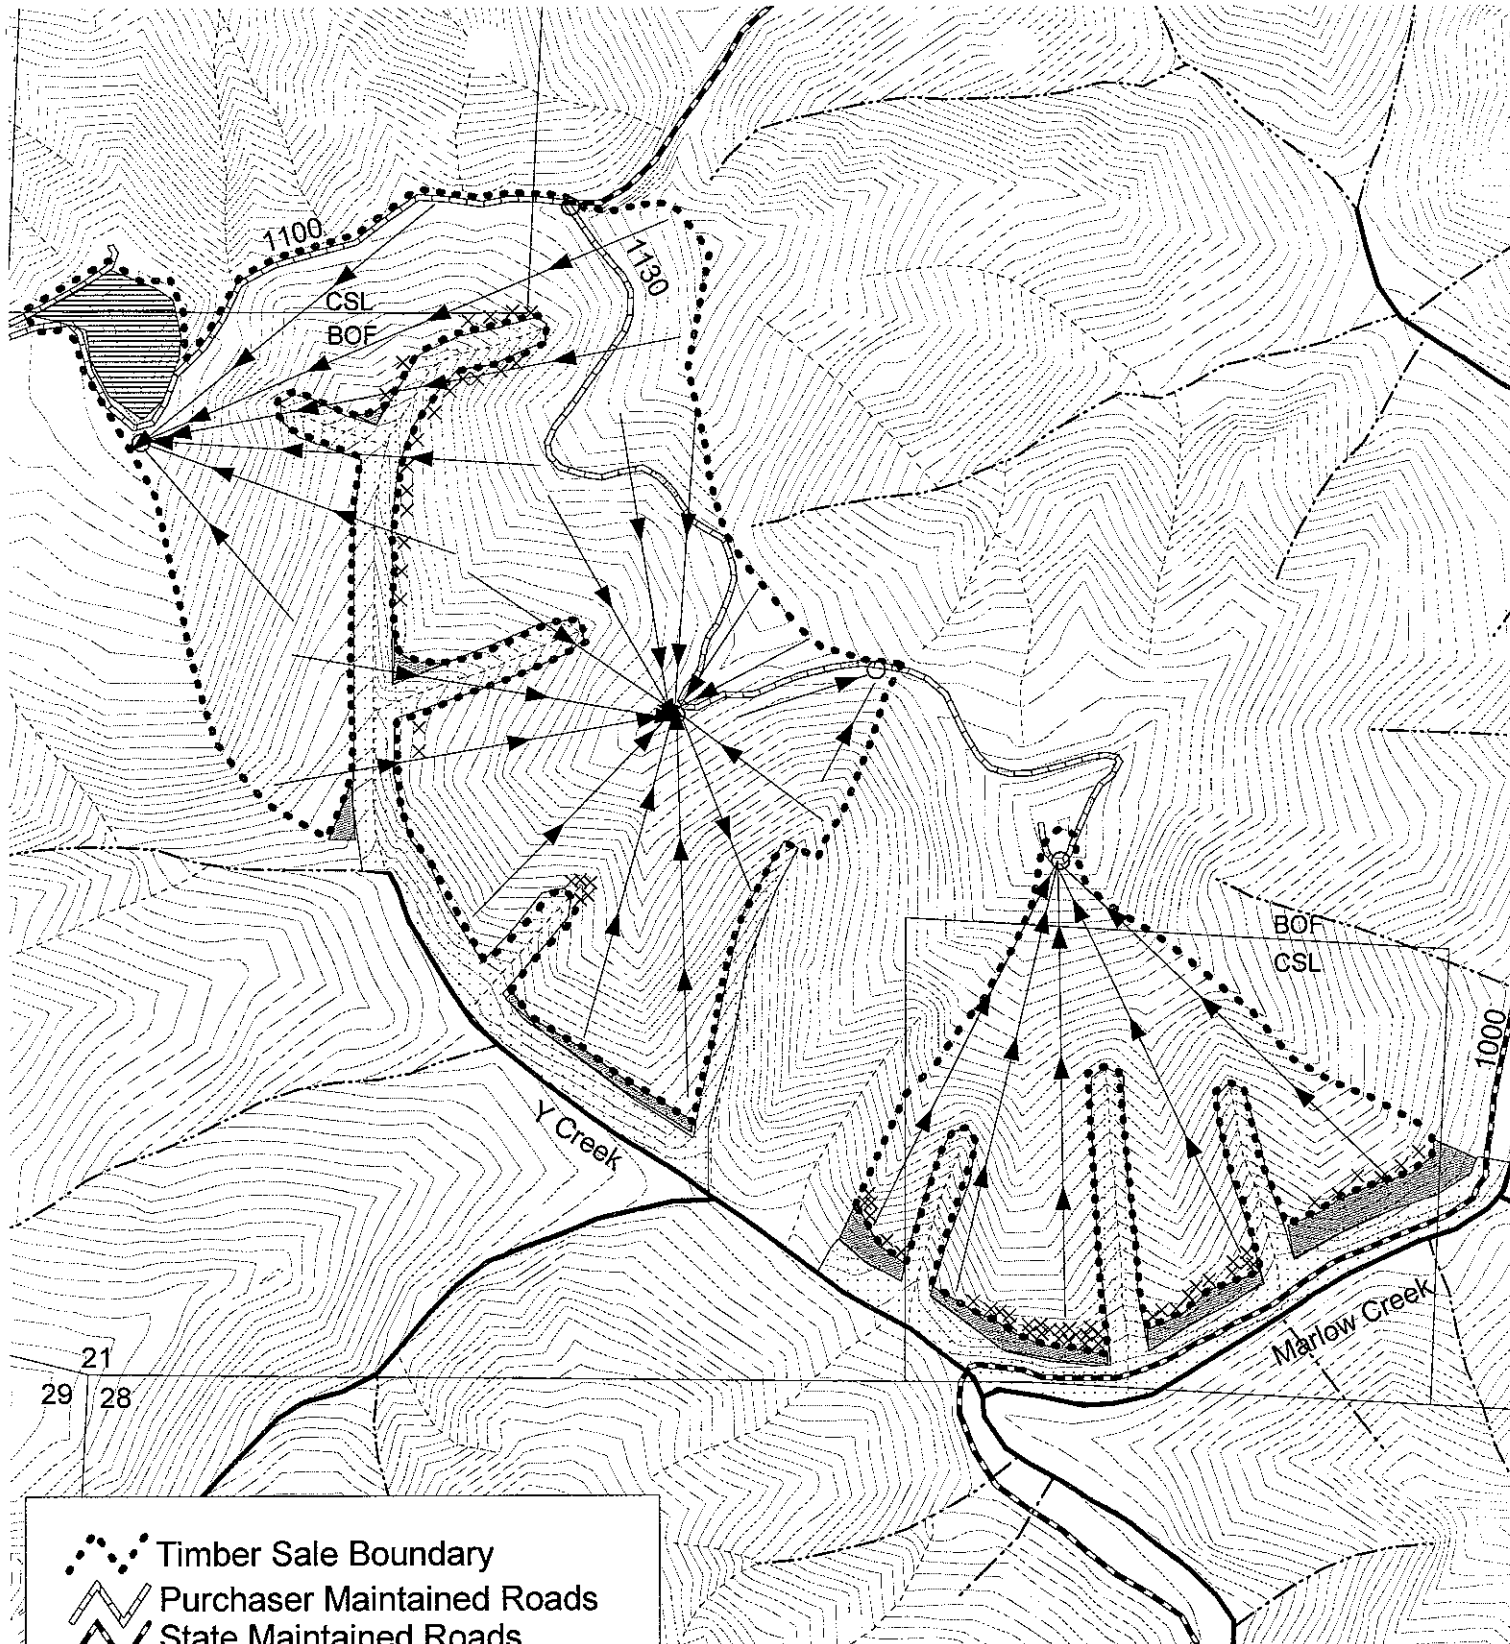 1100
1130
CSL
BOF
BOF
CSL
1000
Y Creek
Marlow Creek
21
29
28
Timber Sale Boundary
Purchaser Maintained Roads
State Maintained Roads